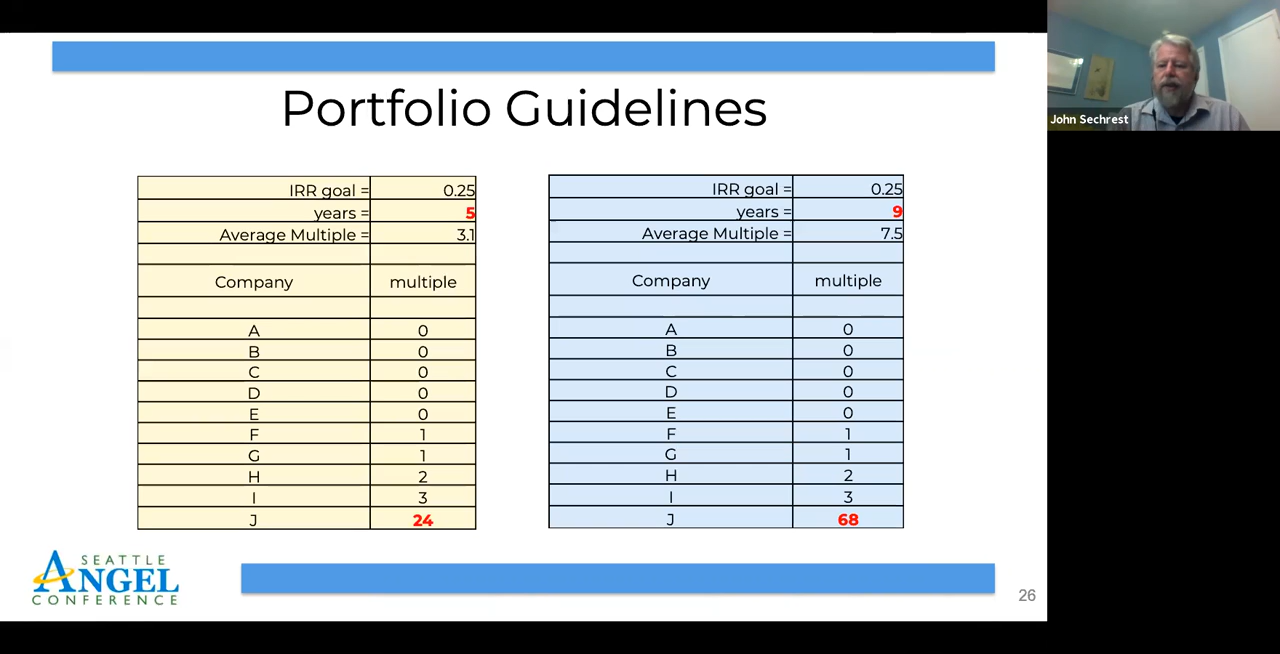 Portfolio Guidelines
IRR goal = 0.25
years = 5
Average Multiple = 3.1
Company multiple
A 0
B 0
C 0
D 0
E 0
F 1
G 1
H 2
I 3
J 24
IRR goal = 0.25
years = 9
Average Multiple = 7.5
Company multiple
A 0
B 0
C 0
D 0
E 0
F 1
G 1
H 2
I 3
J 68
SEATTLE
ANGEL
CONFERENCE
26
John Sechrest